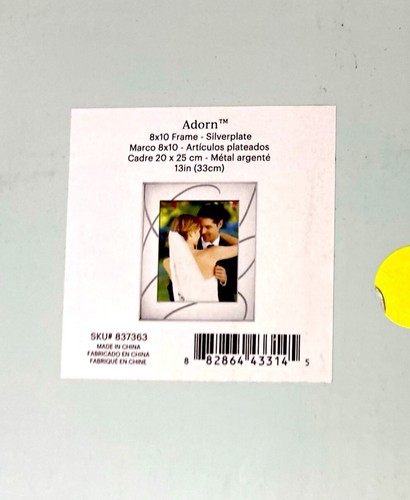 Adorn™
8x10 Frame - Silverplate
Marco 8x10 - Artículos plateados
Cadre 20 x 25 cm - Métal argenté
13in (33cm)
SKU# 837363
MADE IN CHINA
FABRICADO EN CHINA
FABRIQUÉ EN CHINE
8 82864 43314 5